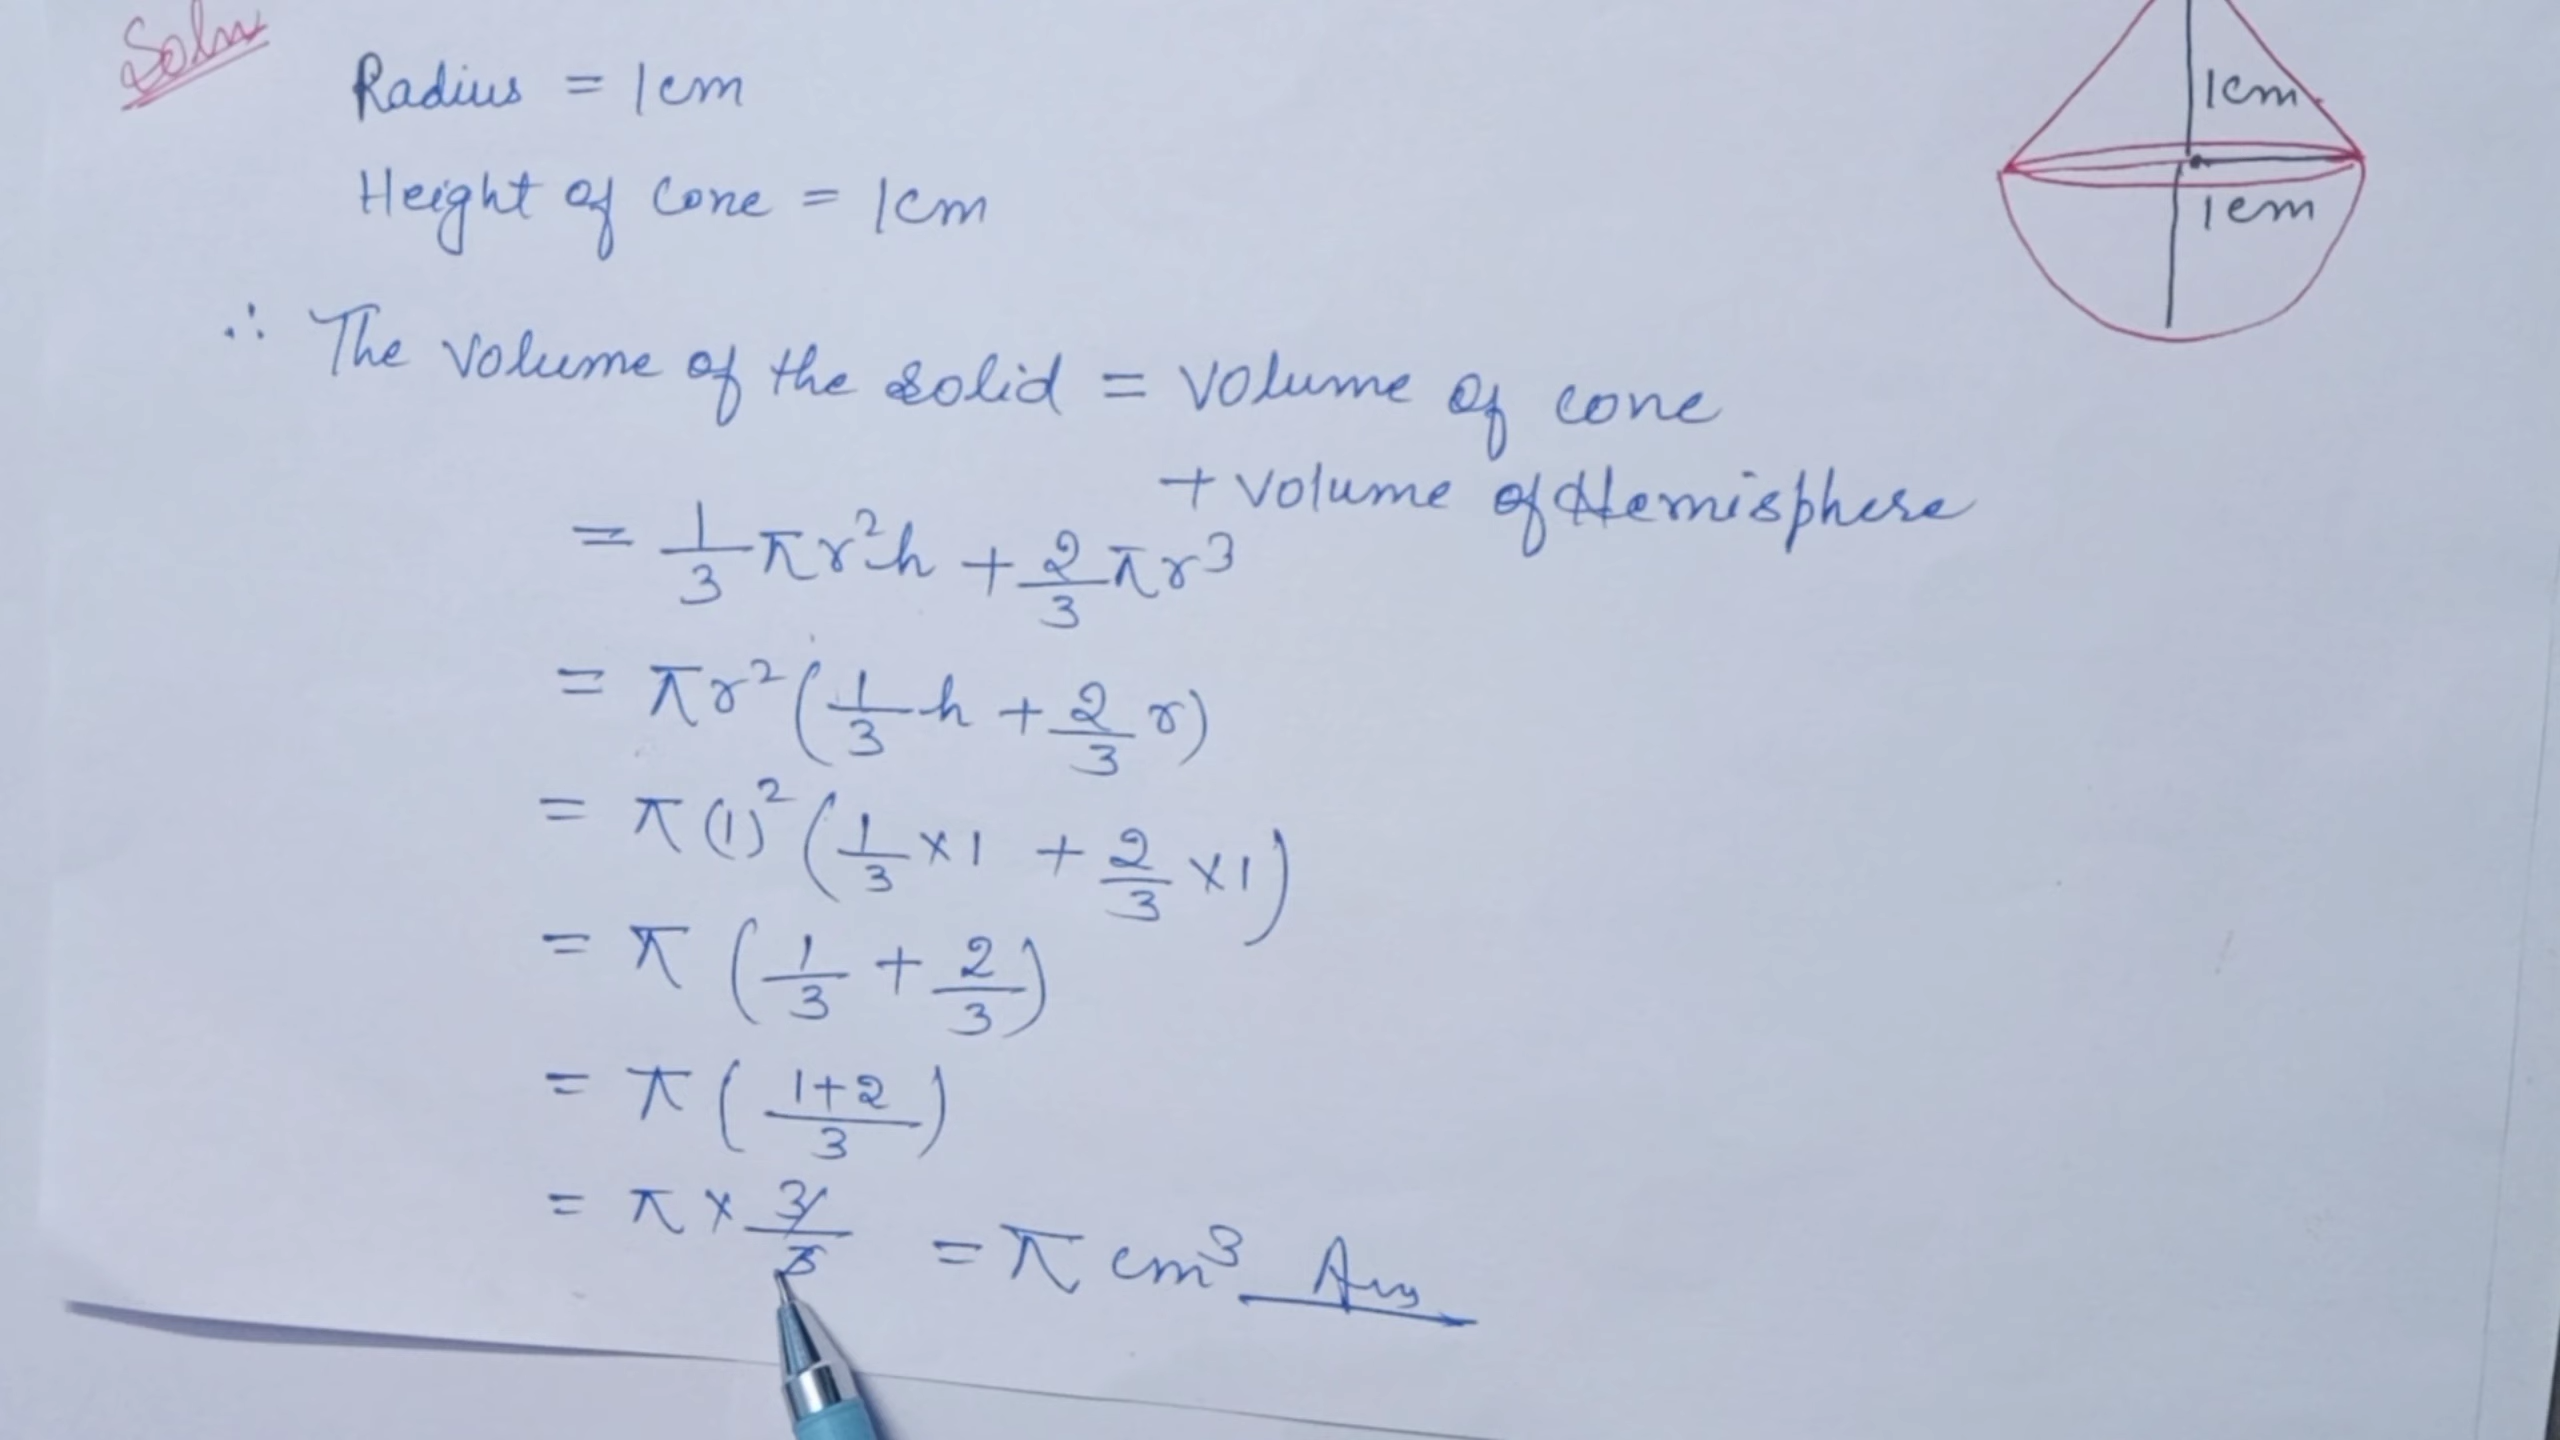 Soln
Radius = 1cm
Height of cone = 1cm
1cm
1cm
∴ The volume of the solid = volume of cone
+ volume of Hemisphere
= 1/3 πr²h + 2/3 πr³
= πr² (1/3 h + 2/3 r)
= π (1)² (1/3 × 1 + 2/3 × 1)
= π (1/3 + 2/3)
= π ( 1+2 / 3 )
= π × 3/3 = π cm³ Ans